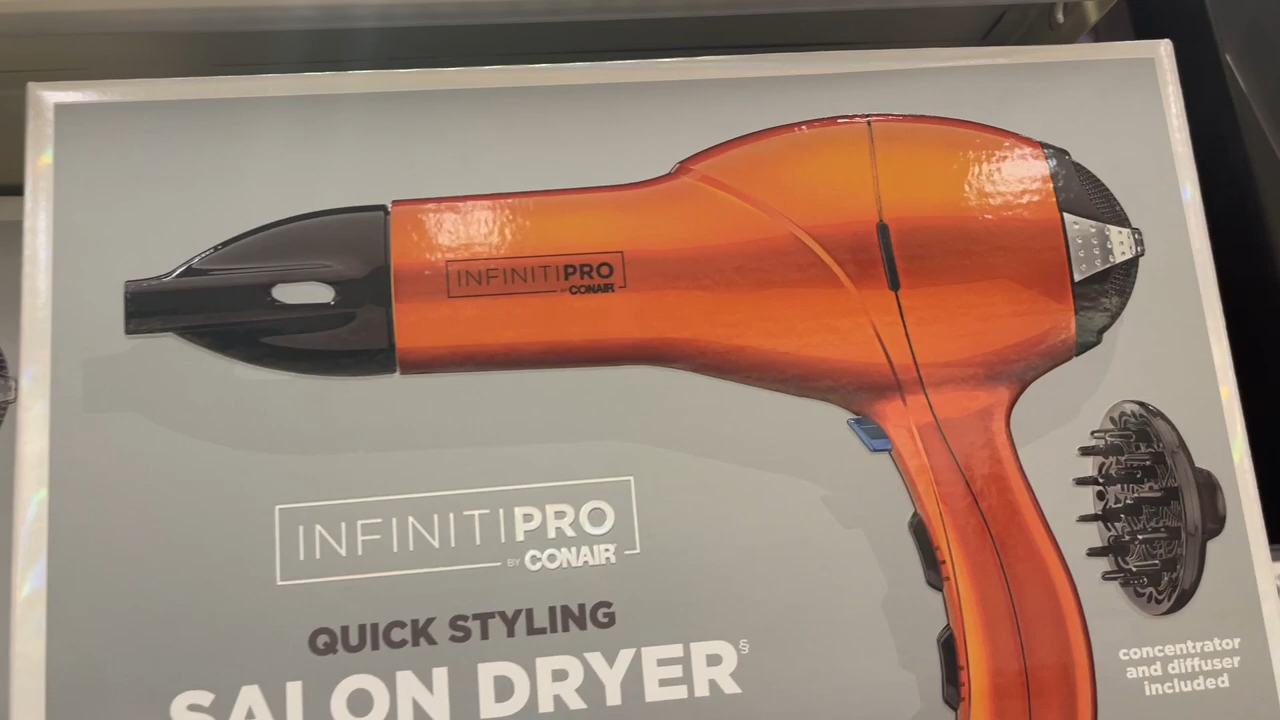 INFINITIPRO
BY CONAIR
INFINITIPRO
BY CONAIR
QUICK STYLING
SALON DRYER§
concentrator
and diffuser
included